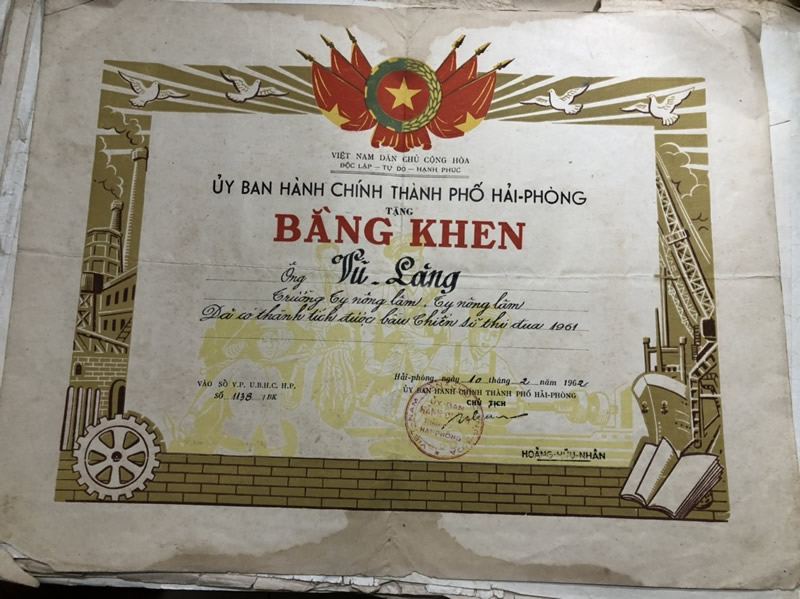 VIỆT NAM DÂN CHỦ CỘNG HÒA
ĐỘC LẬP - TỰ DO - HẠNH PHÚC
ỦY BAN HÀNH CHÍNH THÀNH PHỐ HẢI-PHÒNG
TẶNG
BẰNG KHEN
Ông Vũ - Lăng
Trưởng Ty nông lâm. Ty nông lâm
Đã có thành tích được bầu Chiến sĩ thi đua 1961
Hải-phòng, ngày 10 tháng 2 năm 1962
VÀO SỔ V.P. U.B.H.C. H.P.
ỦY BAN HÀNH CHÍNH THÀNH PHỐ HẢI-PHÒNG
SỐ 1138 / BK
CHỦ TỊCH
HOÀNG-HỮU-NHÂN